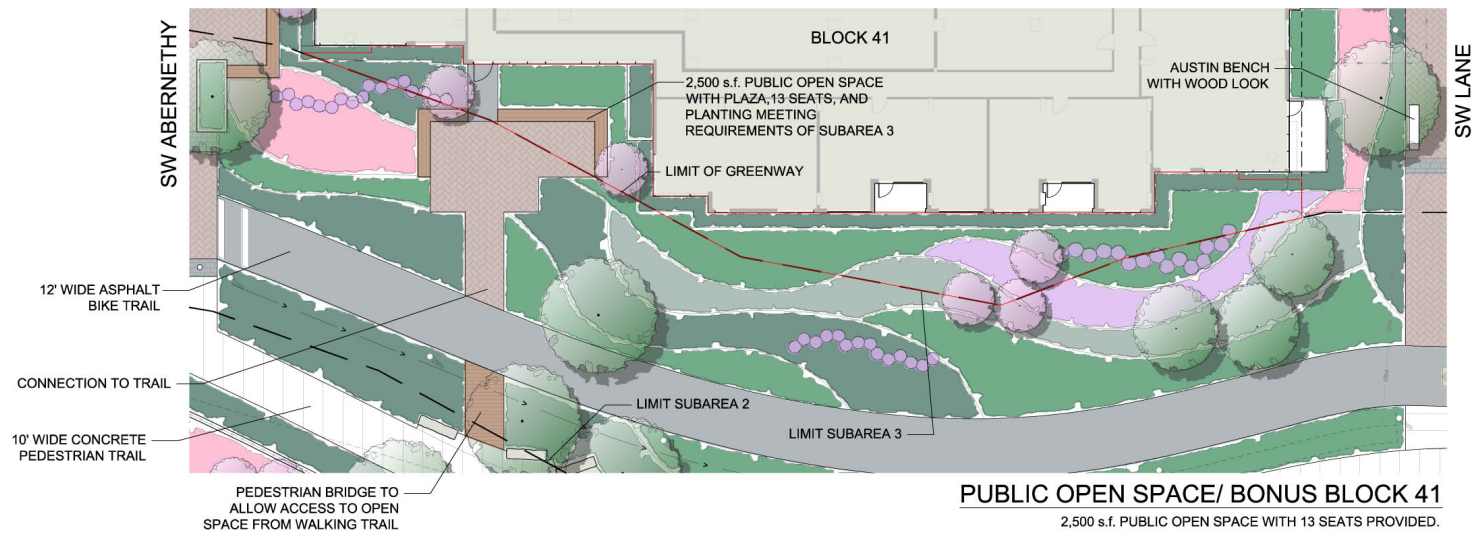 SW ABERNETHY
BLOCK 41
2,500 s.f. PUBLIC OPEN SPACE
WITH PLAZA,13 SEATS, AND
PLANTING MEETING
REQUIREMENTS OF SUBAREA 3
AUSTIN BENCH
WITH WOOD LOOK
SW LANE
LIMIT OF GREENWAY
12' WIDE ASPHALT
BIKE TRAIL
CONNECTION TO TRAIL
LIMIT SUBAREA 2
LIMIT SUBAREA 3
10' WIDE CONCRETE
PEDESTRIAN TRAIL
PEDESTRIAN BRIDGE TO
ALLOW ACCESS TO OPEN
SPACE FROM WALKING TRAIL
PUBLIC OPEN SPACE/ BONUS BLOCK 41
2,500 s.f. PUBLIC OPEN SPACE WITH 13 SEATS PROVIDED.